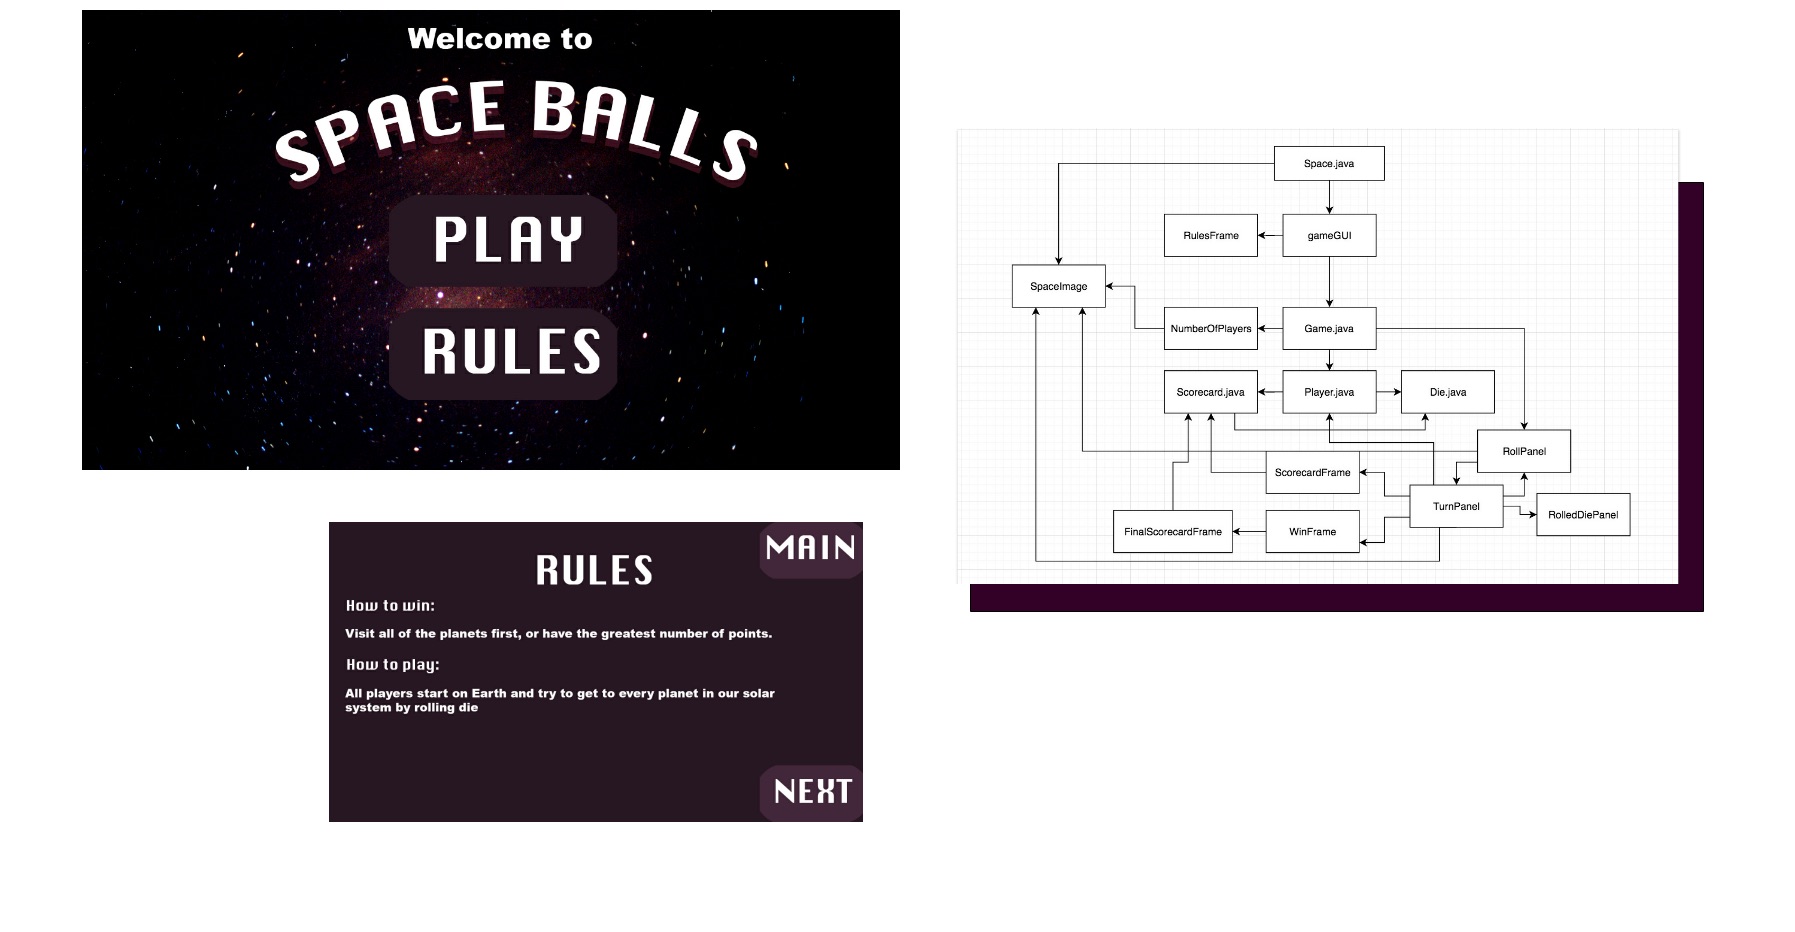 Welcome to
SPACE BALLS
PLAY
RULES
MAIN
RULES
How to win:
Visit all of the planets first, or have the greatest number of points.
How to play:
All players start on Earth and try to get to every planet in our solar
system by rolling die
NEXT
Space.java
RulesFrame
gameGUI
SpaceImage
NumberOfPlayers
Game.java
Scorecard.java
Player.java
Die.java
RollPanel
ScorecardFrame
TurnPanel
RolledDiePanel
FinalScorecardFrame
WinFrame